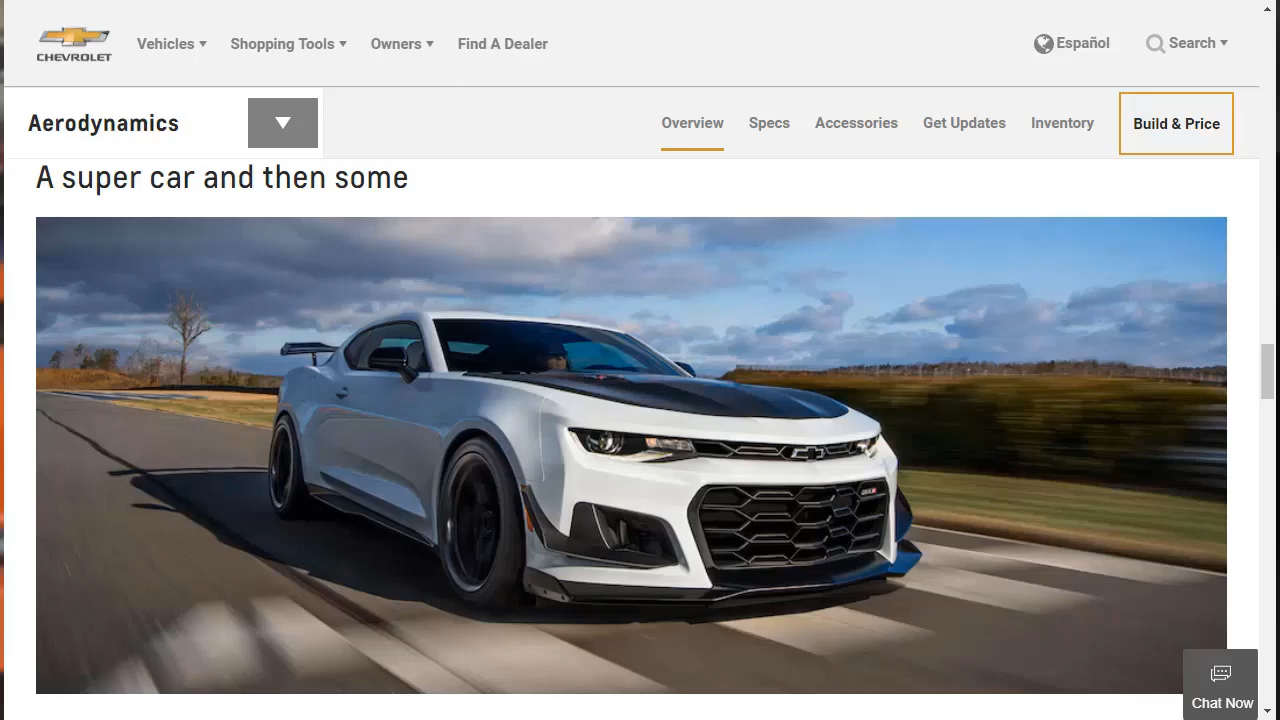 CHEVROLET
Vehicles
Shopping Tools
Owners
Find A Dealer
Español
Search
Aerodynamics
Overview
Specs
Accessories
Get Updates
Inventory
Build & Price
A super car and then some
Chat Now